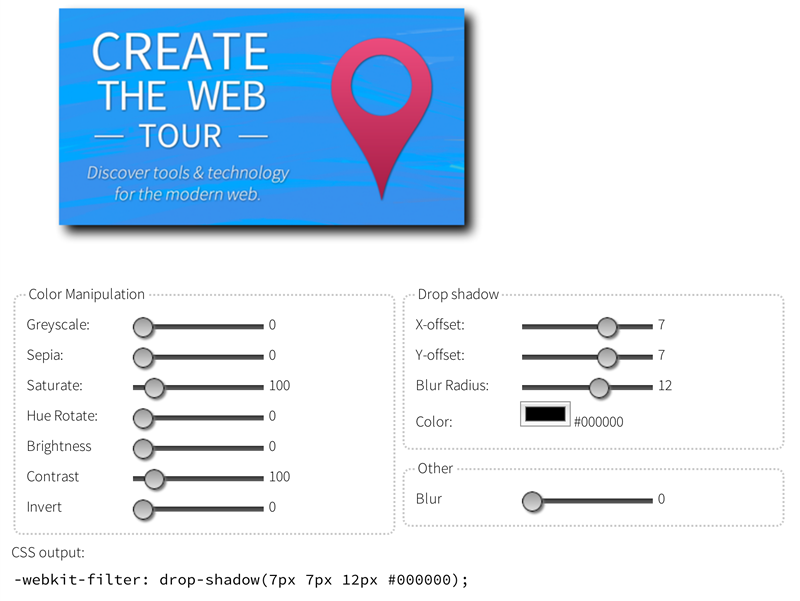 CREATE
THE WEB
— TOUR —
Discover tools & technology
for the modern web.
Color Manipulation
Greyscale: 0
Sepia: 0
Saturate: 100
Hue Rotate: 0
Brightness 0
Contrast 100
Invert 0
Drop shadow
X-offset: 7
Y-offset: 7
Blur Radius: 12
Color: #000000
Other
Blur 0
CSS output:
-webkit-filter: drop-shadow(7px 7px 12px #000000);